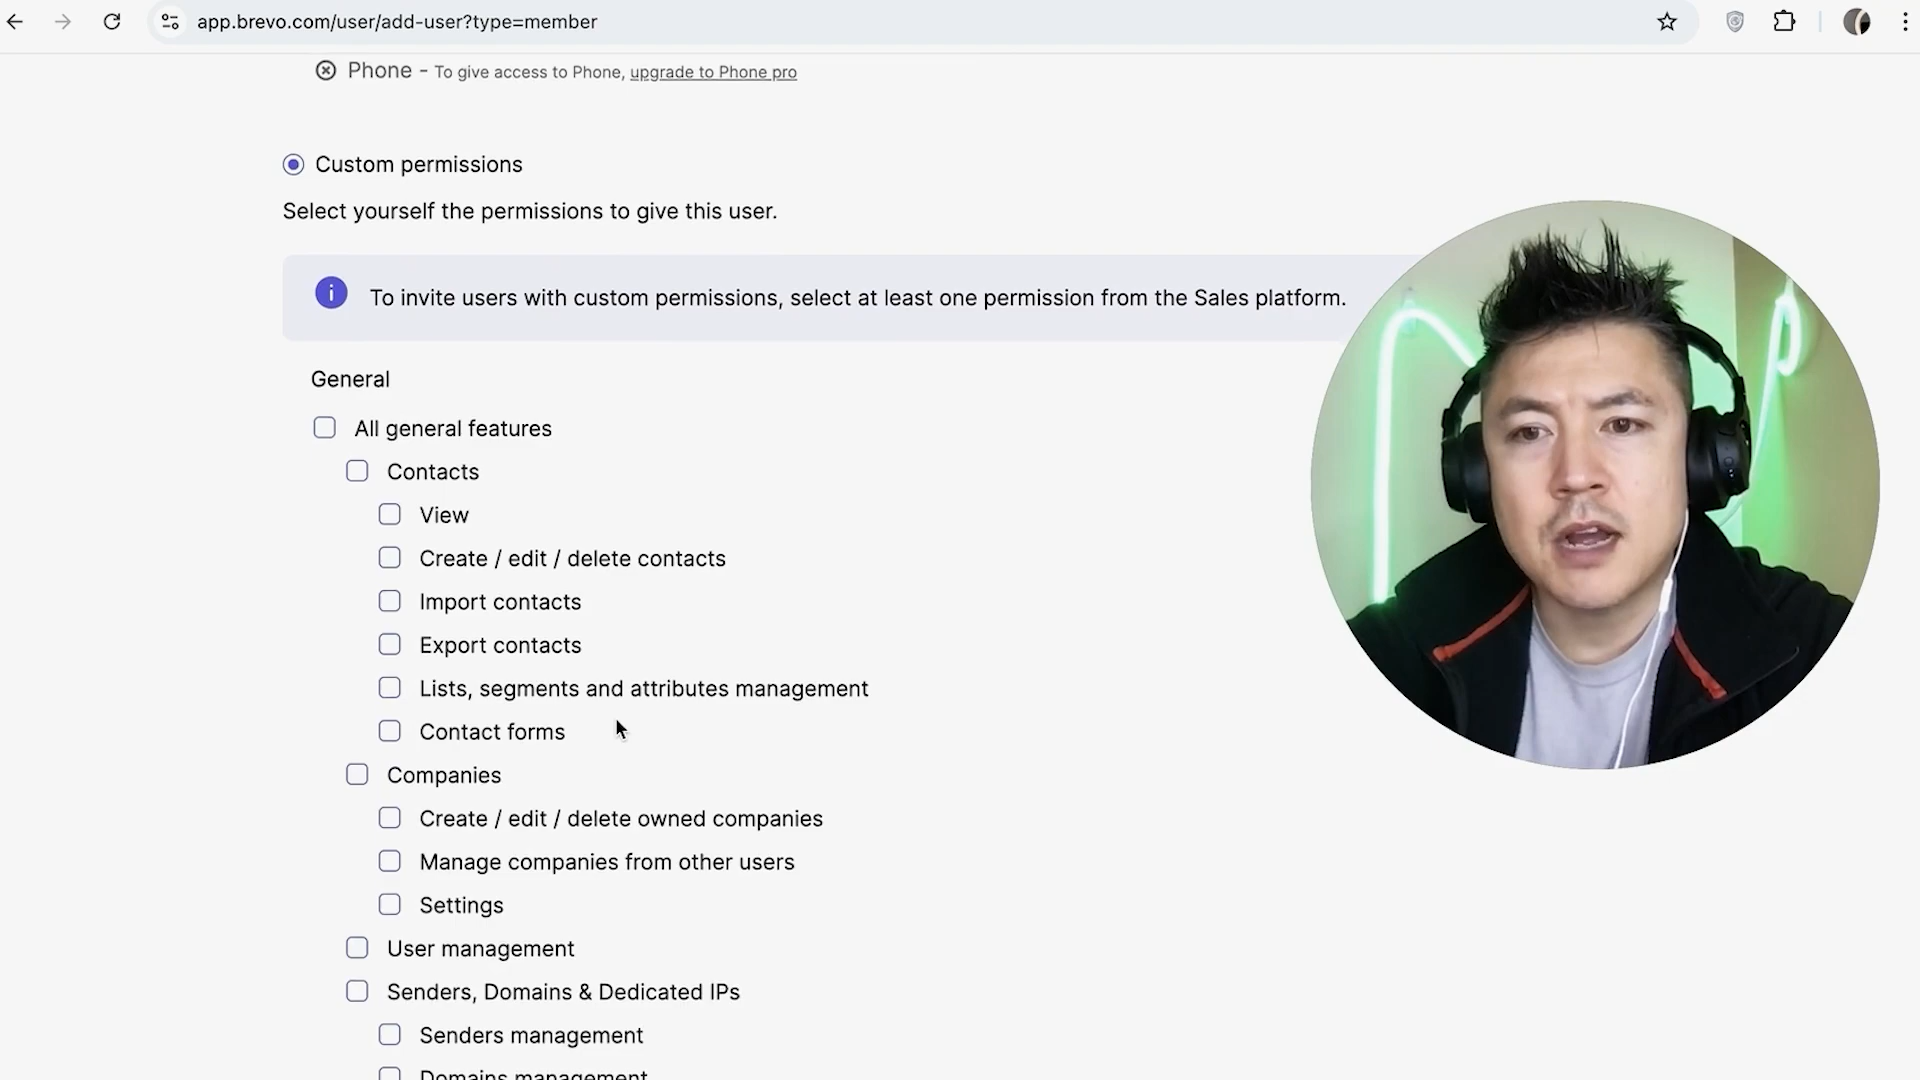 app.brevo.com/user/add-user?type=member
Phone - To give access to Phone, upgrade to Phone pro
Custom permissions
Select yourself the permissions to give this user.
To invite users with custom permissions, select at least one permission from the Sales platform.
General
All general features
Contacts
View
Create / edit / delete contacts
Import contacts
Export contacts
Lists, segments and attributes management
Contact forms
Companies
Create / edit / delete owned companies
Manage companies from other users
Settings
User management
Senders, Domains & Dedicated IPs
Senders management
Domains management